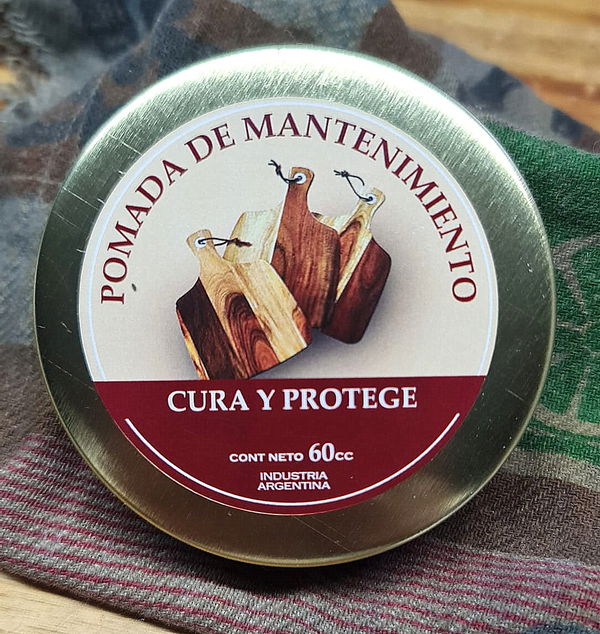 POMADA DE MANTENIMIENTO
CURA Y PROTEGE
CONT NETO 60CC
INDUSTRIA
ARGENTINA